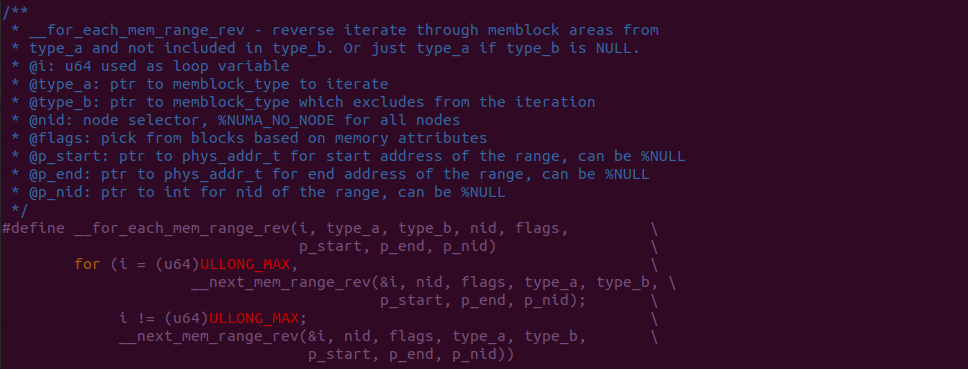 /**
 * __for_each_mem_range_rev - reverse iterate through memblock areas from
 * type_a and not included in type_b. Or just type_a if type_b is NULL.
 * @i: u64 used as loop variable
 * @type_a: ptr to memblock_type to iterate
 * @type_b: ptr to memblock_type which excludes from the iteration
 * @nid: node selector, %NUMA_NO_NODE for all nodes
 * @flags: pick from blocks based on memory attributes
 * @p_start: ptr to phys_addr_t for start address of the range, can be %NULL
 * @p_end: ptr to phys_addr_t for end address of the range, can be %NULL
 * @p_nid: ptr to int for nid of the range, can be %NULL
 */
#define __for_each_mem_range_rev(i, type_a, type_b, nid, flags,         \
                                 p_start, p_end, p_nid)                 \
        for (i = (u64)ULLONG_MAX,                                       \
                     __next_mem_range_rev(&i, nid, flags, type_a, type_b, \
                                          p_start, p_end, p_nid);       \
             i != (u64)ULLONG_MAX;                                      \
             __next_mem_range_rev(&i, nid, flags, type_a, type_b,       \
                                  p_start, p_end, p_nid))